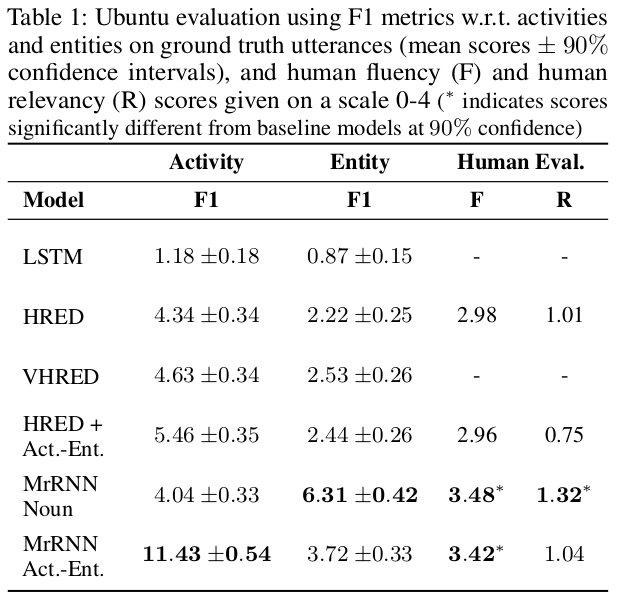 Table 1: Ubuntu evaluation using F1 metrics w.r.t. activities
and entities on ground truth utterances (mean scores ± 90%
confidence intervals), and human fluency (F) and human
relevancy (R) scores given on a scale 0-4 (* indicates scores
significantly different from baseline models at 90% confidence)
Activity Entity Human Eval.
Model F1 F1 F R
LSTM 1.18 ±0.18 0.87 ±0.15 - -
HRED 4.34 ±0.34 2.22 ±0.25 2.98 1.01
VHRED 4.63 ±0.34 2.53 ±0.26 - -
HRED +
Act.-Ent. 5.46 ±0.35 2.44 ±0.26 2.96 0.75
MrRNN
Noun 4.04 ±0.33 6.31 ±0.42 3.48* 1.32*
MrRNN
Act.-Ent. 11.43 ±0.54 3.72 ±0.33 3.42* 1.04